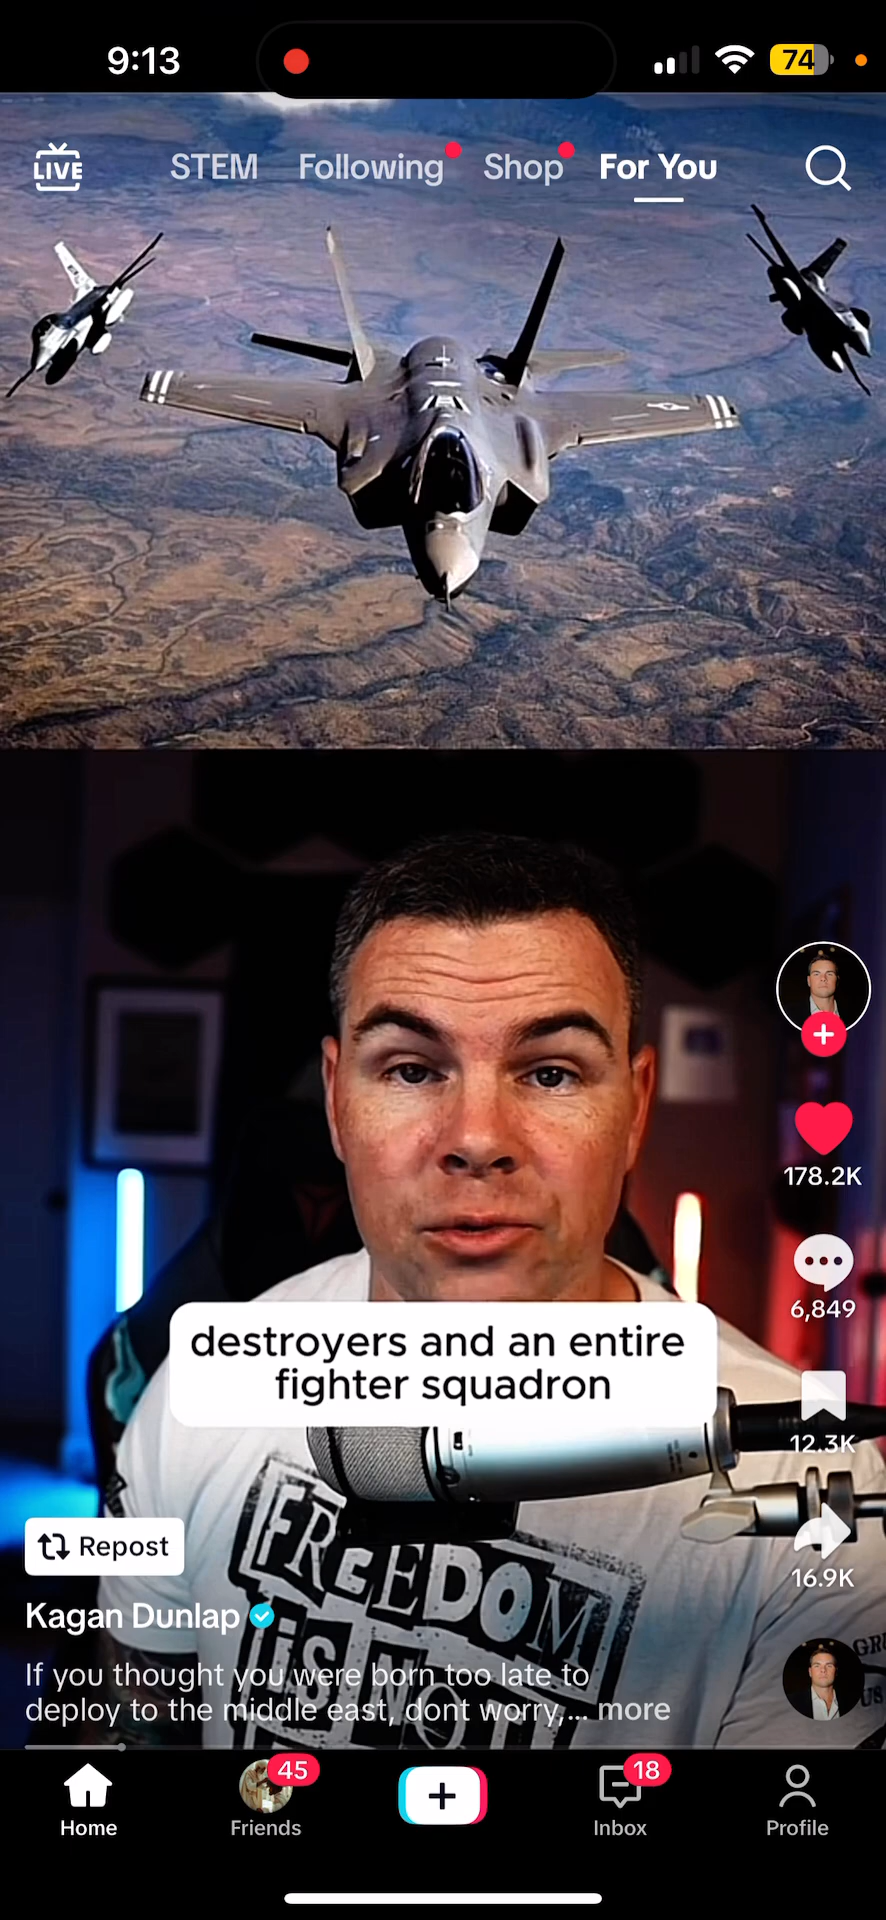 9:13
74
LIVE
STEM Following Shop For You
178.2K
destroyers and an entire
fighter squadron
6,849
12.3K
FREEDOM
iS NOT
Repost
16.9K
Kagan Dunlap
If you thought you were born too late to
deploy to the middle east, dont worry,... more
45
18
Home Friends Inbox Profile